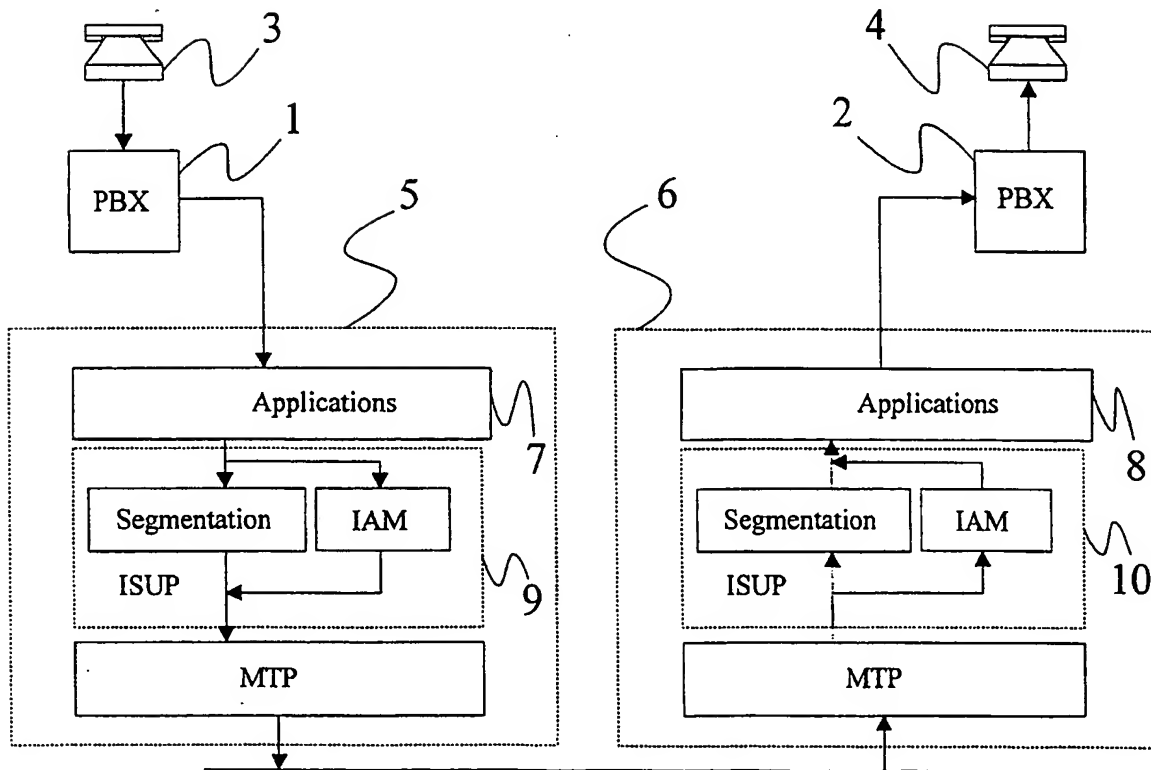 3
4
1
2
PBX
PBX
5
6
Applications
7
Segmentation
IAM
ISUP
9
MTP
Applications
8
Segmentation
IAM
ISUP
10
MTP